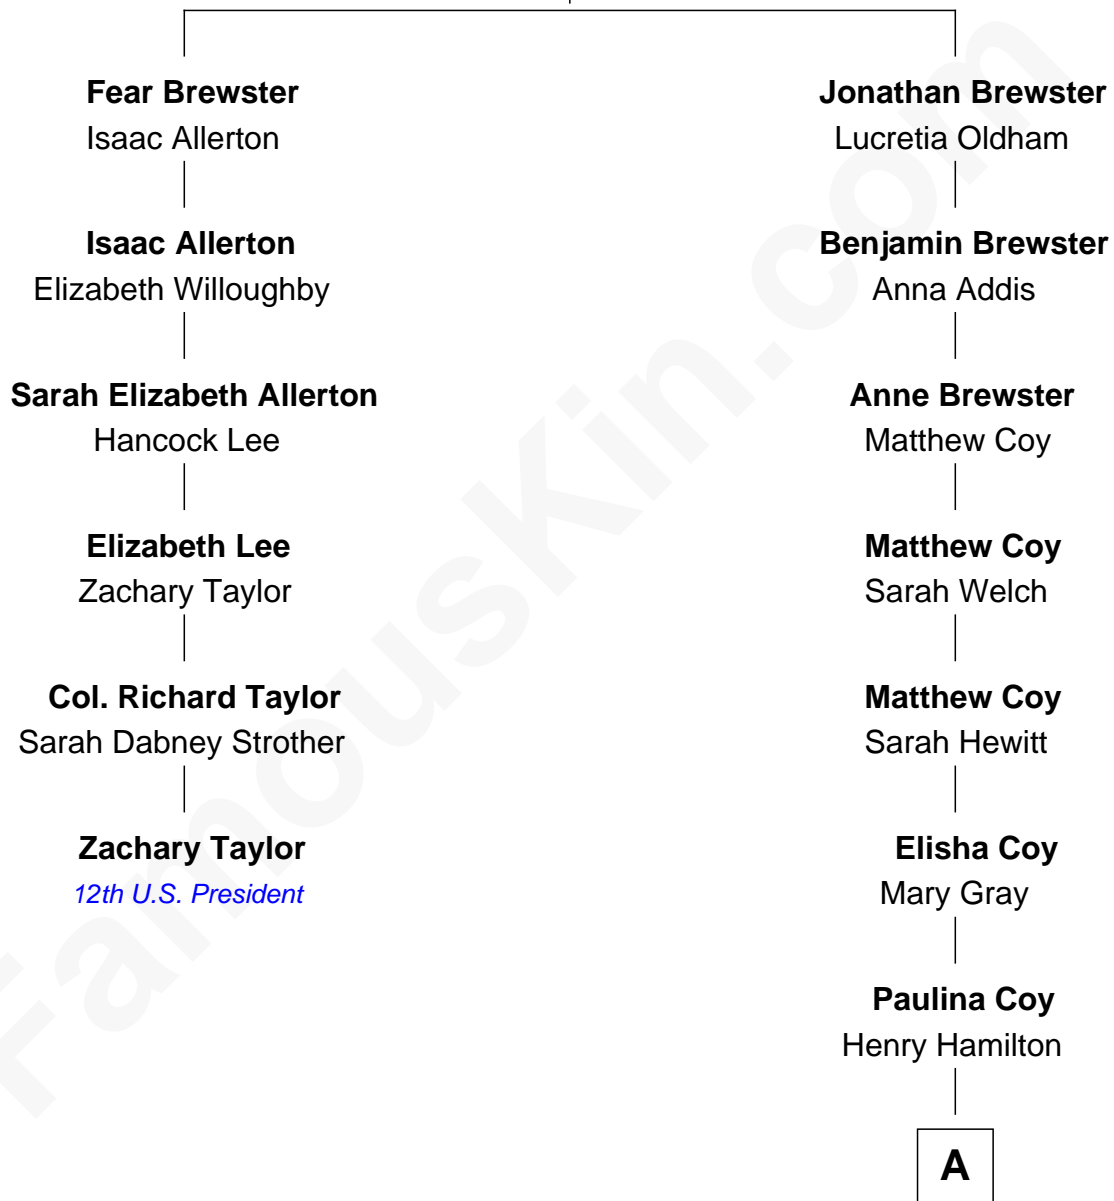 Fear Brewster
Isaac Allerton
Isaac Allerton
Elizabeth Willoughby
Sarah Elizabeth Allerton
Hancock Lee
Elizabeth Lee
Zachary Taylor
Col. Richard Taylor
Sarah Dabney Strother
Zachary Taylor
12th U.S. President
Jonathan Brewster
Lucretia Oldham
Benjamin Brewster
Anna Addis
Anne Brewster
Matthew Coy
Matthew Coy
Sarah Welch
Matthew Coy
Sarah Hewitt
Elisha Coy
Mary Gray
Paulina Coy
Henry Hamilton
A
FamousKin.com